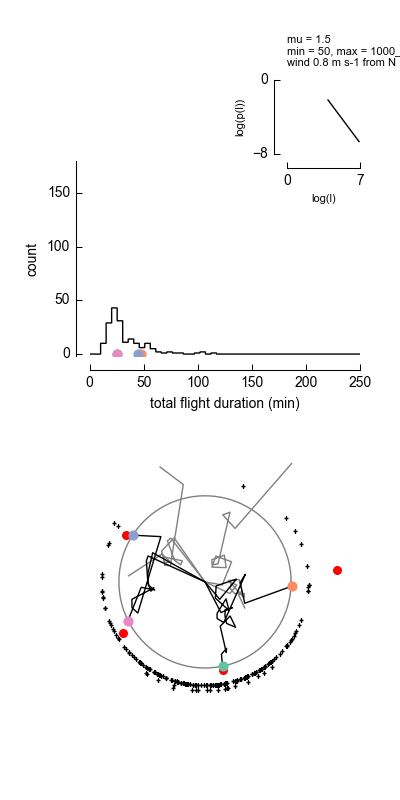 mu = 1.5
min = 50, max = 1000_
wind 0.8 m s-1 from N
0
log(p(l))
−8
0
7
log(l)
150
100
count
50
0
0
50
100
150
200
250
total flight duration (min)